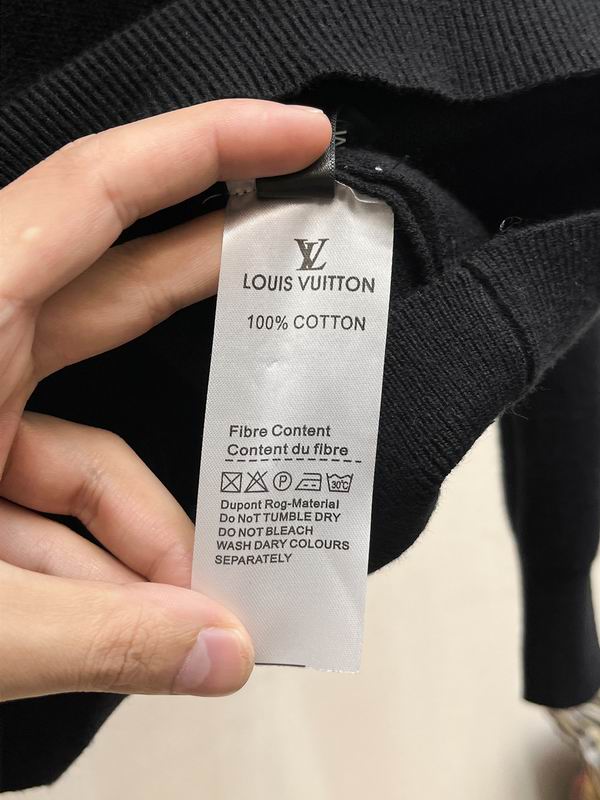 LV
LOUIS VUITTON
100% COTTON
Fibre Content
Contenu du fibre
P 30℃
Dupont Rog-Material
Do NoT TUMBLE DRY
DO NOT BLEACH
WASH DARY COLOURS
SEPARATELY